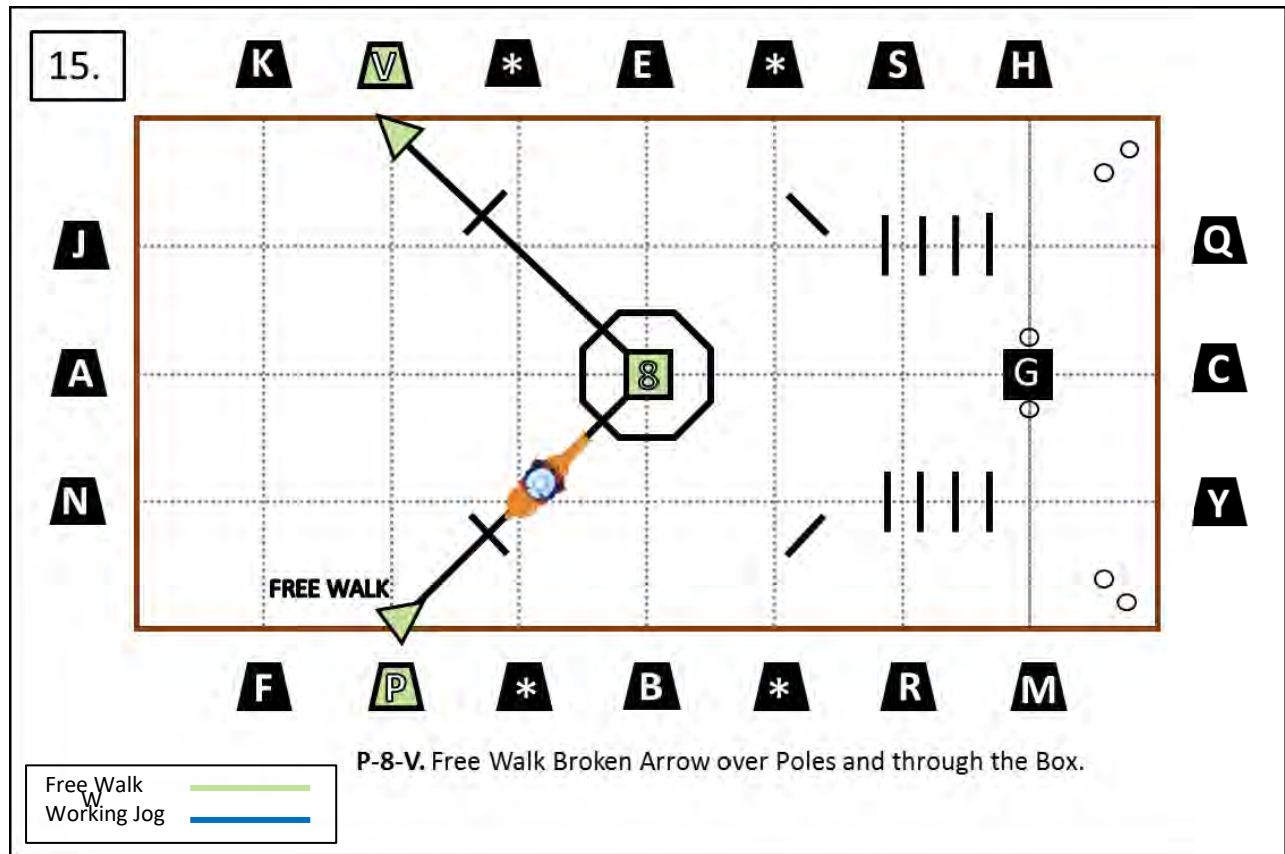 15.
K V * E * S H
J Q
A 8 G C
N Y
FREE WALK
F P * B * R M
P-8-V. Free Walk Broken Arrow over Poles and through the Box.
Free Walk
W
Working Jog